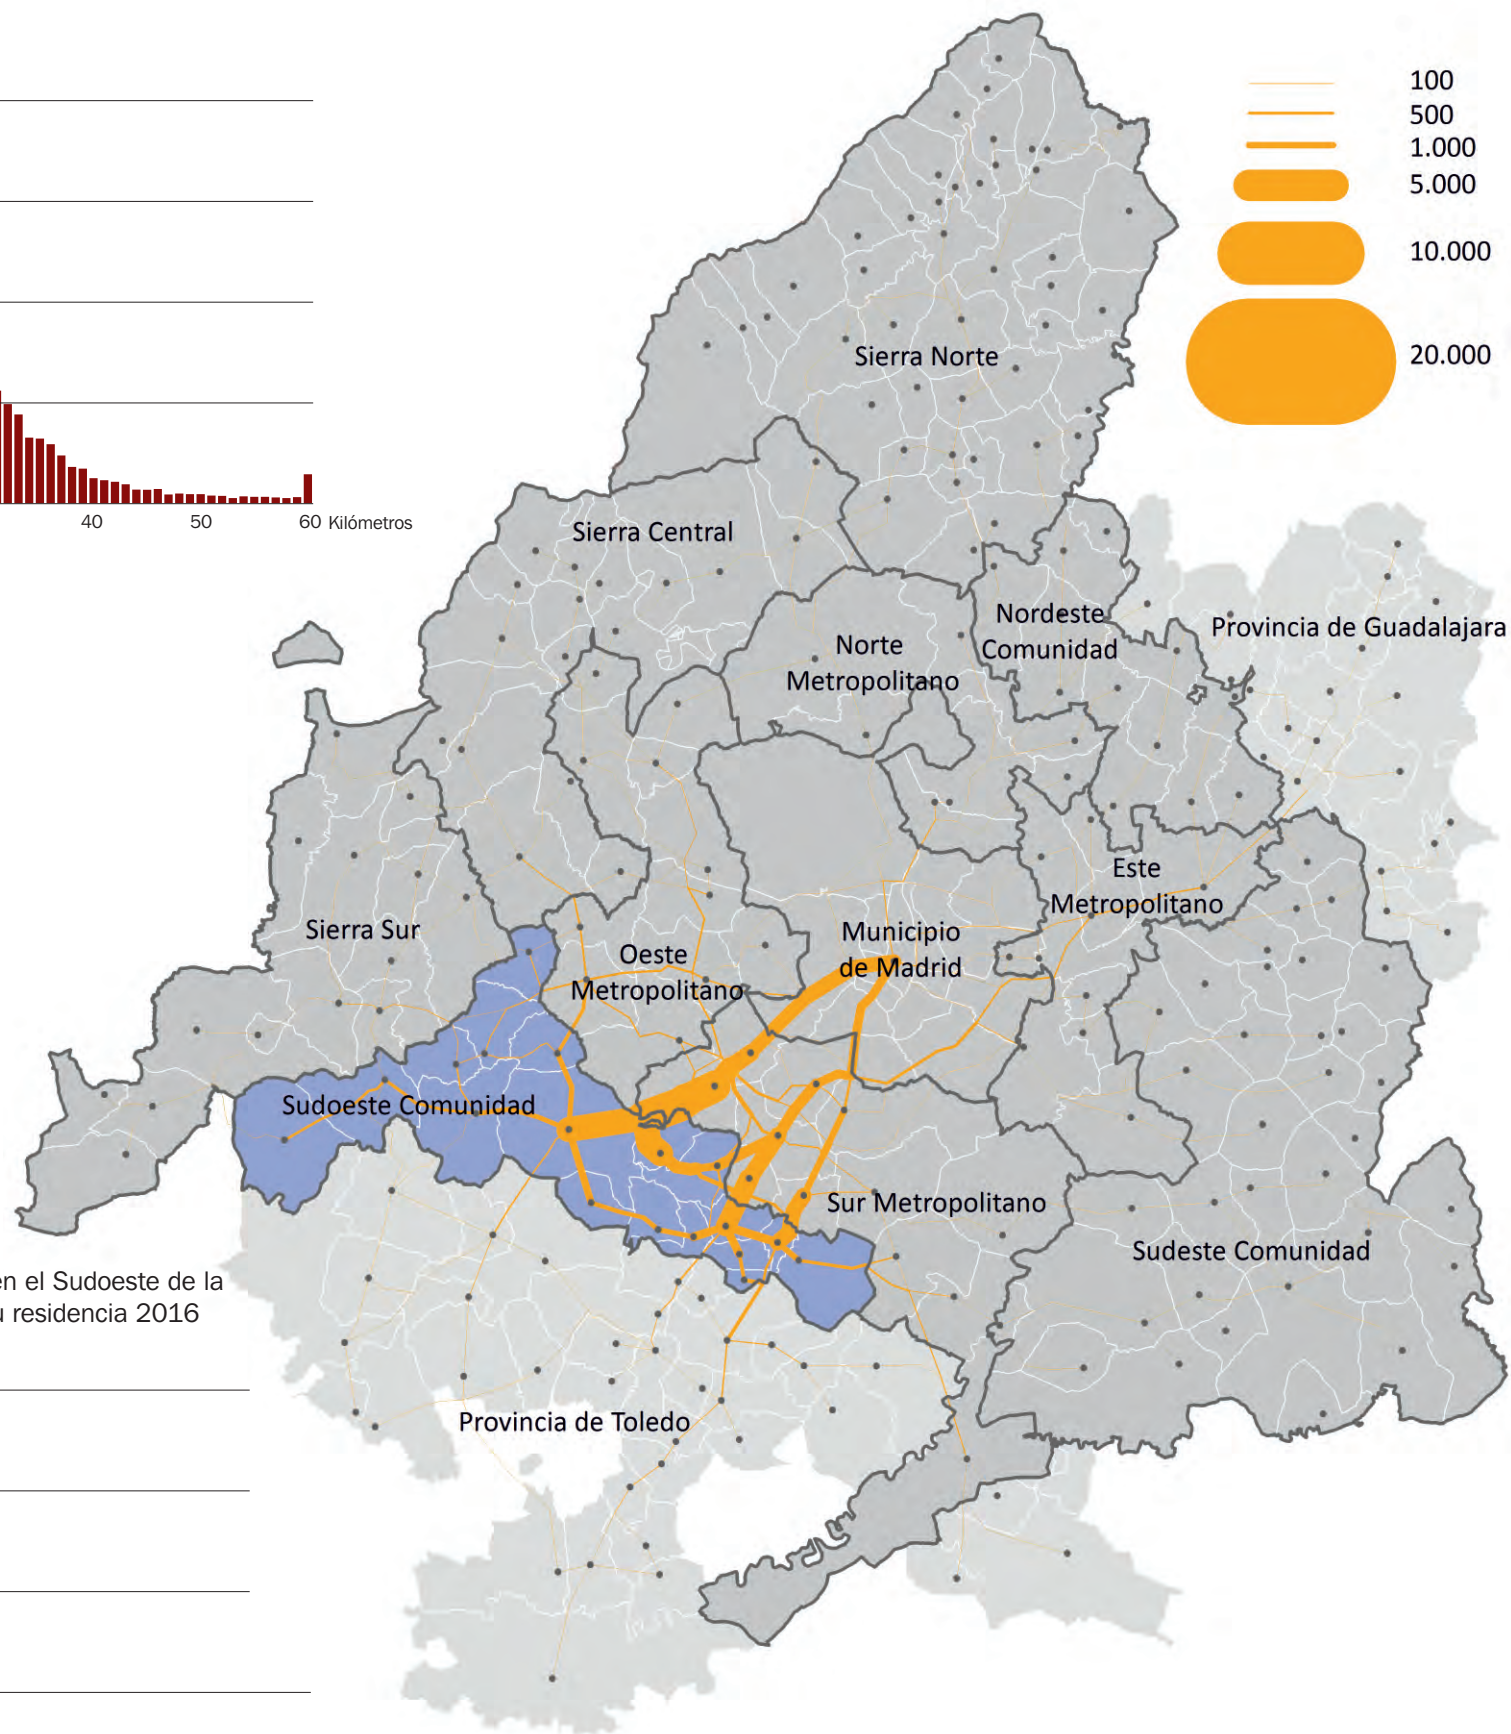 100
500
1.000
5.000
10.000
20.000
Sierra Norte
40 50 60 Kilómetros
Sierra Central
Nordeste
Comunidad
Provincia de Guadalajara
Norte
Metropolitano
Este
Metropolitano
Sierra Sur
Oeste
Metropolitano
Municipio
de Madrid
Sudoeste Comunidad
Sur Metropolitano
Sudeste Comunidad
en el Sudoeste de la
u residencia 2016
Provincia de Toledo